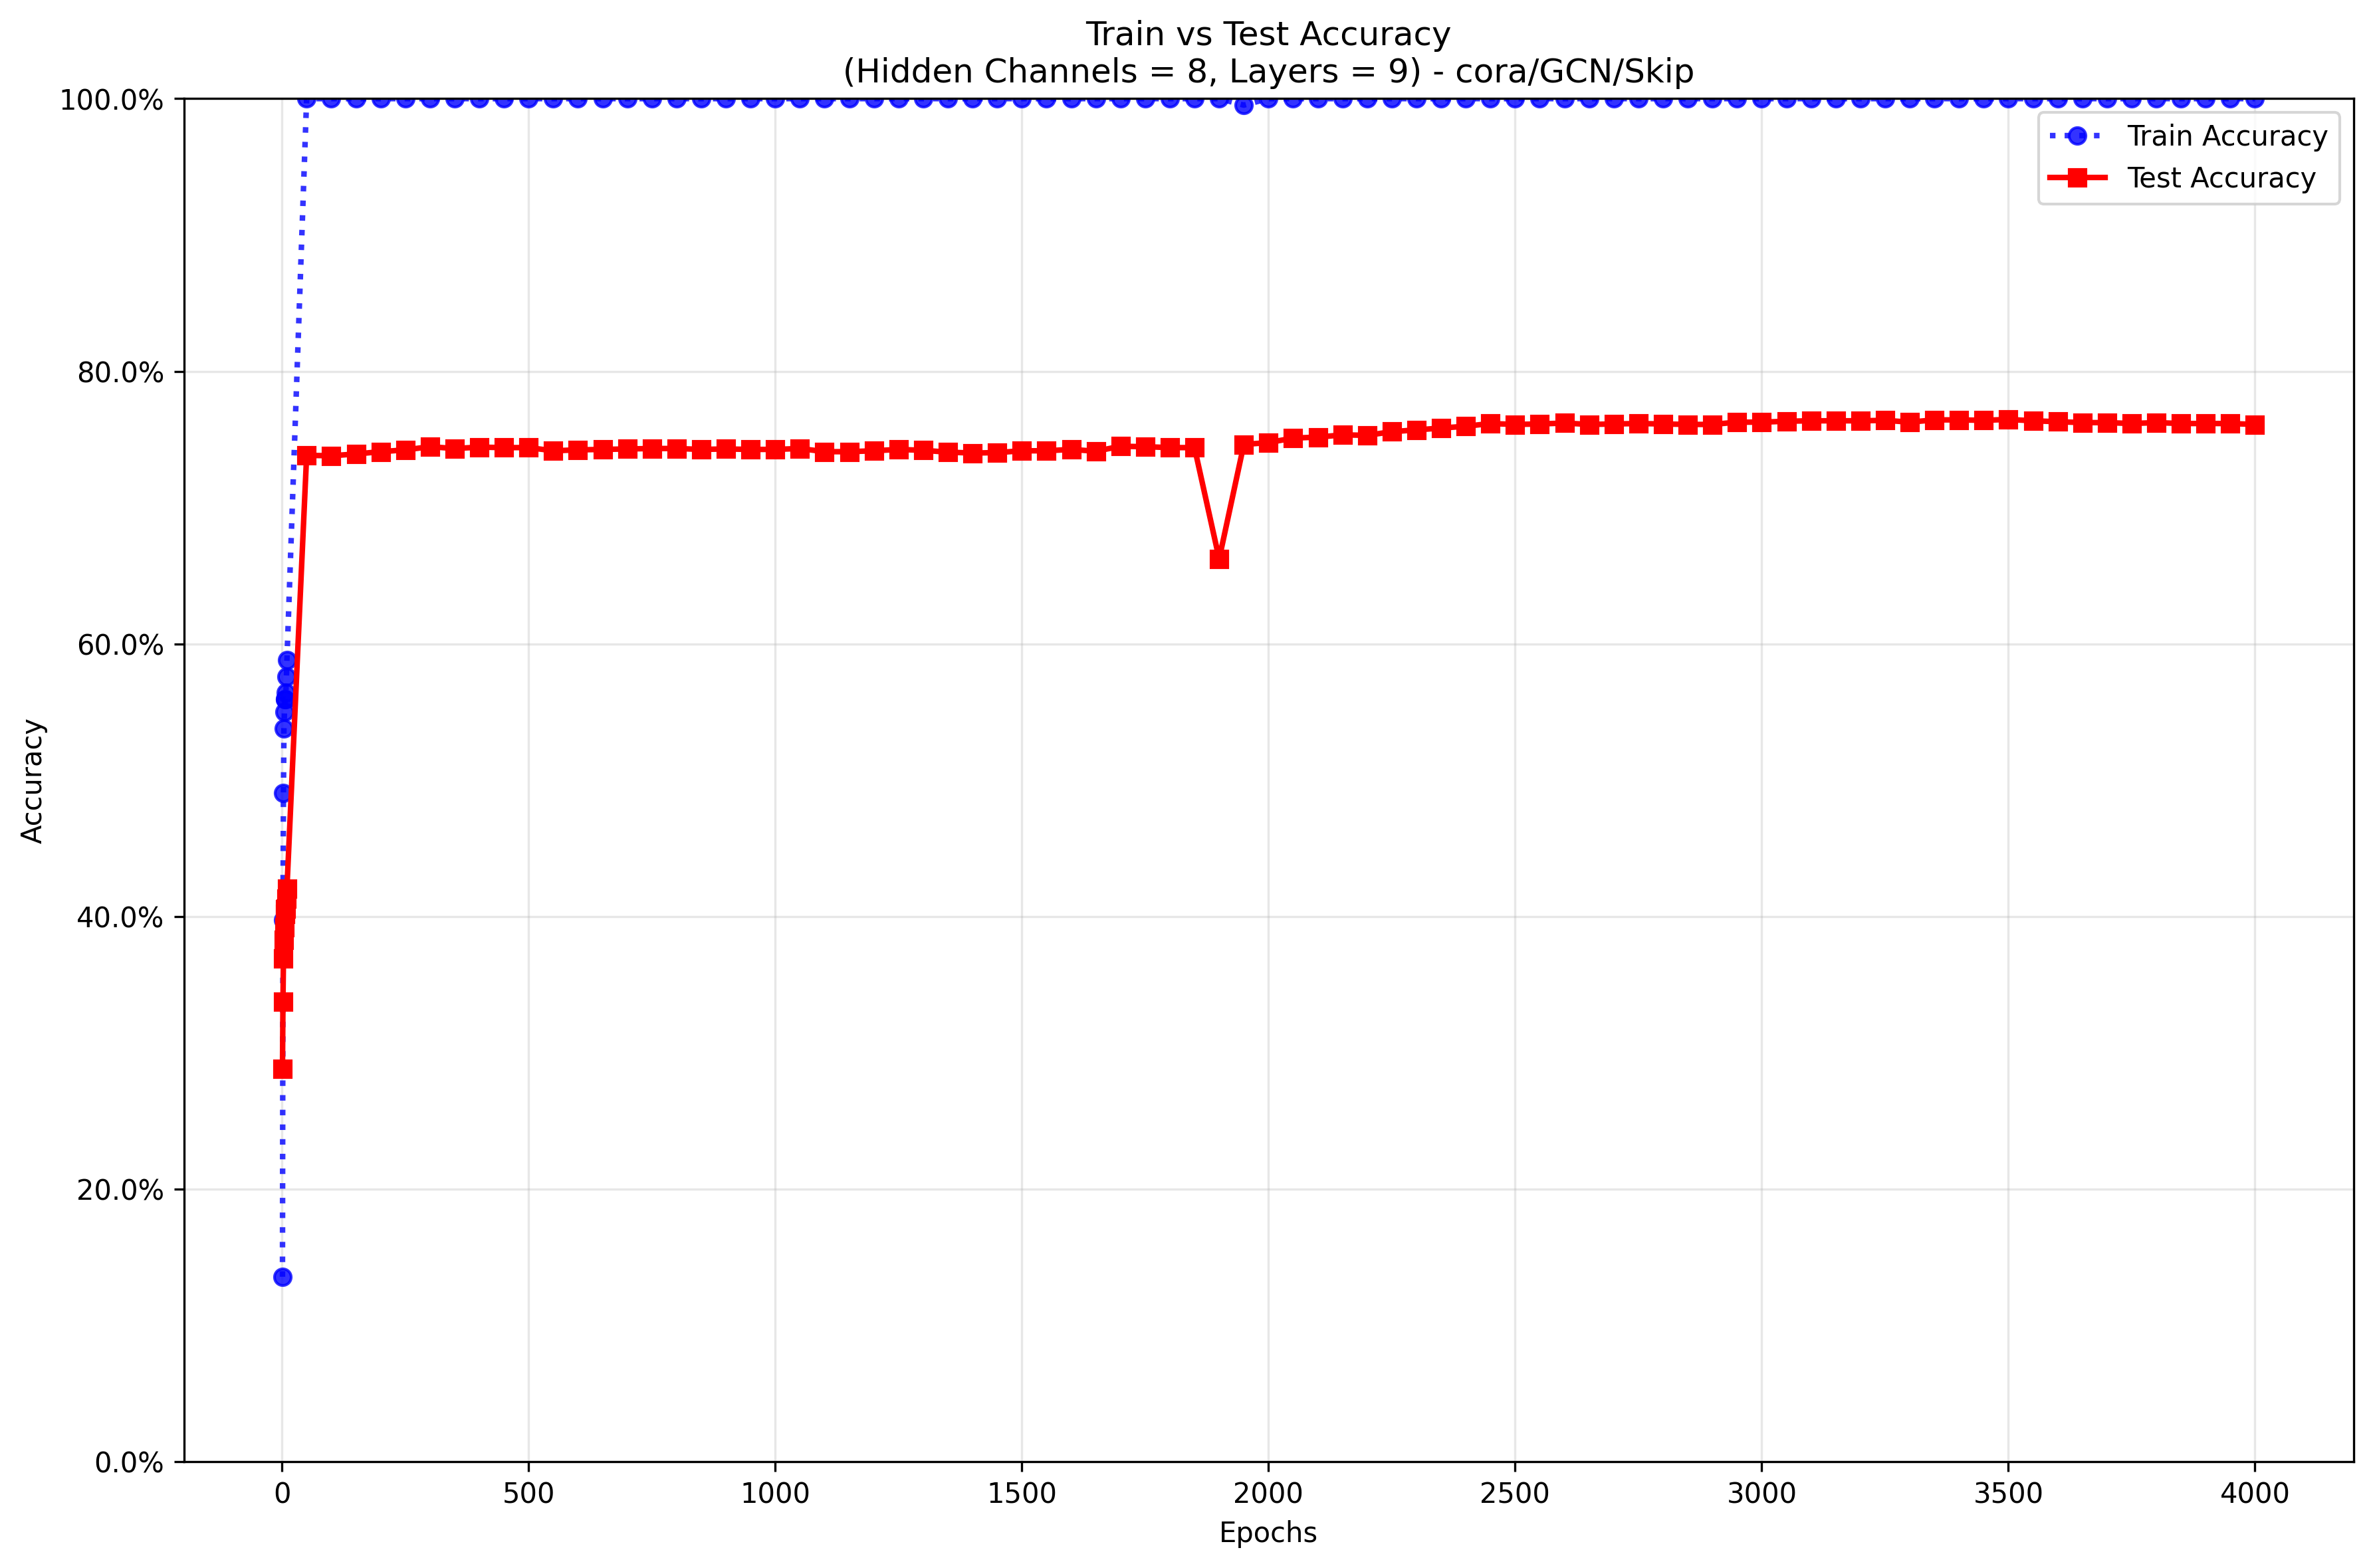 Train vs Test Accuracy
(Hidden Channels = 8, Layers = 9) - cora/GCN/Skip
100.0%
80.0%
60.0%
40.0%
20.0%
0.0%
Accuracy
Train Accuracy
Test Accuracy
0
500
1000
1500
2000
2500
3000
3500
4000
Epochs